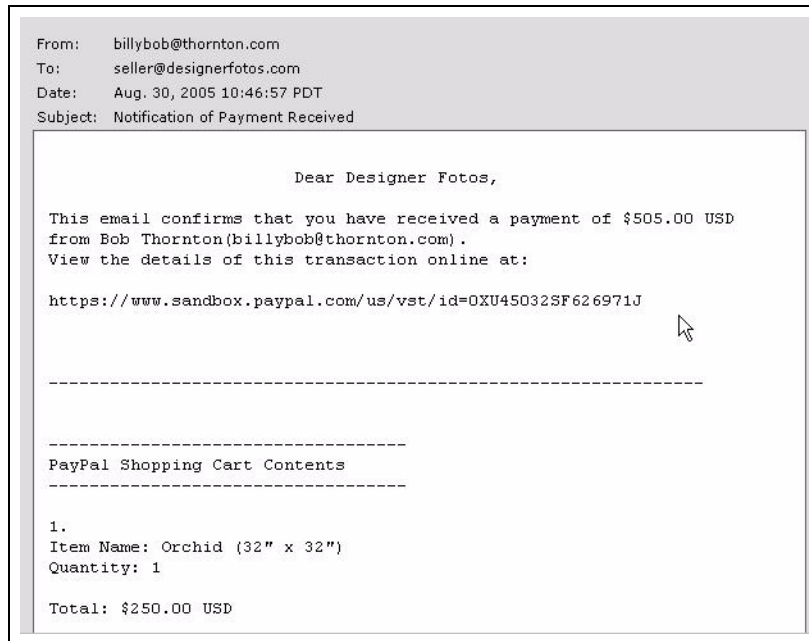 From: billybob@thornton.com
To: seller@designerfotos.com
Date: Aug. 30, 2005 10:46:57 PDT
Subject: Notification of Payment Received
Dear Designer Fotos,
This email confirms that you have received a payment of $505.00 USD
from Bob Thornton(billybob@thornton.com).
View the details of this transaction online at:
https://www.sandbox.paypal.com/us/vst/id=0XU45032SF626971J
----------------------------------------------------------------
-----------------------------------
PayPal Shopping Cart Contents
-----------------------------------
1.
Item Name: Orchid (32" x 32")
Quantity: 1
Total: $250.00 USD